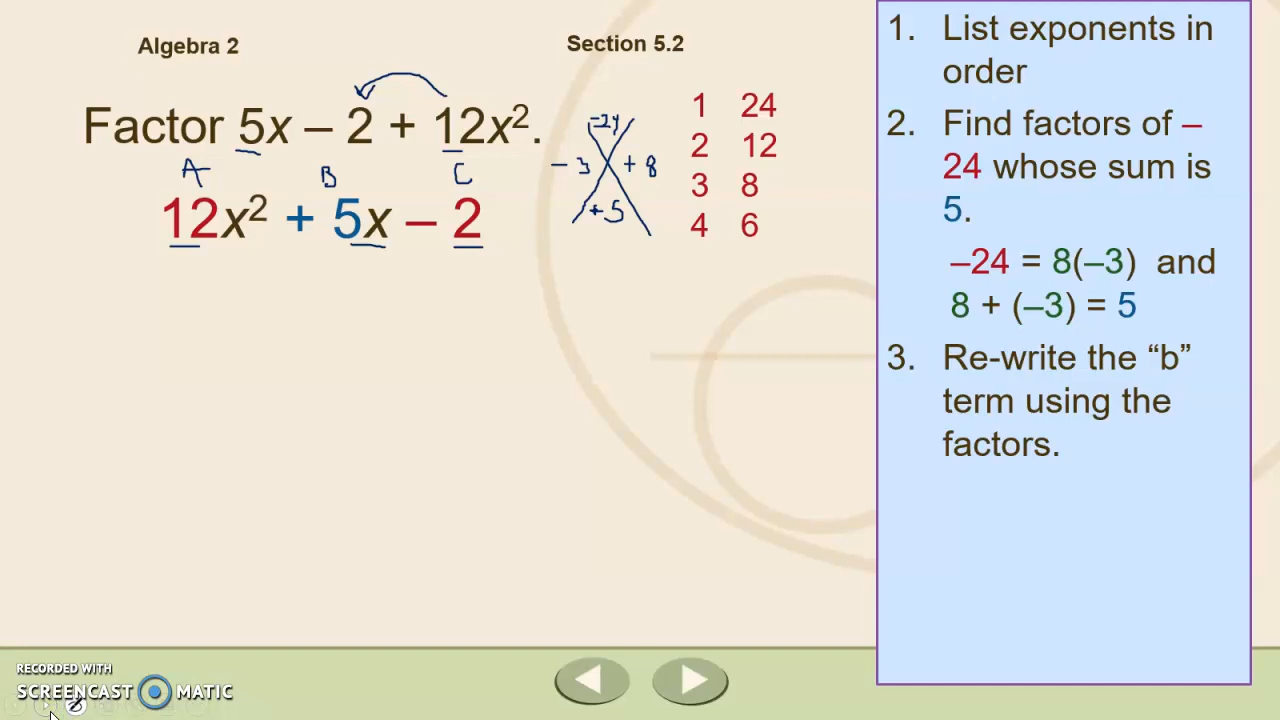 Algebra 2
Section 5.2
Factor 5x – 2 + 12x².
A B C
12x² + 5x – 2
-24
- 3 + 8
+ 5
1 24
2 12
3 8
4 6
1. List exponents in
order
2. Find factors of –
24 whose sum is
5.
–24 = 8(–3) and
8 + (–3) = 5
3. Re-write the “b”
term using the
factors.
RECORDED WITH
SCREENCAST MATIC